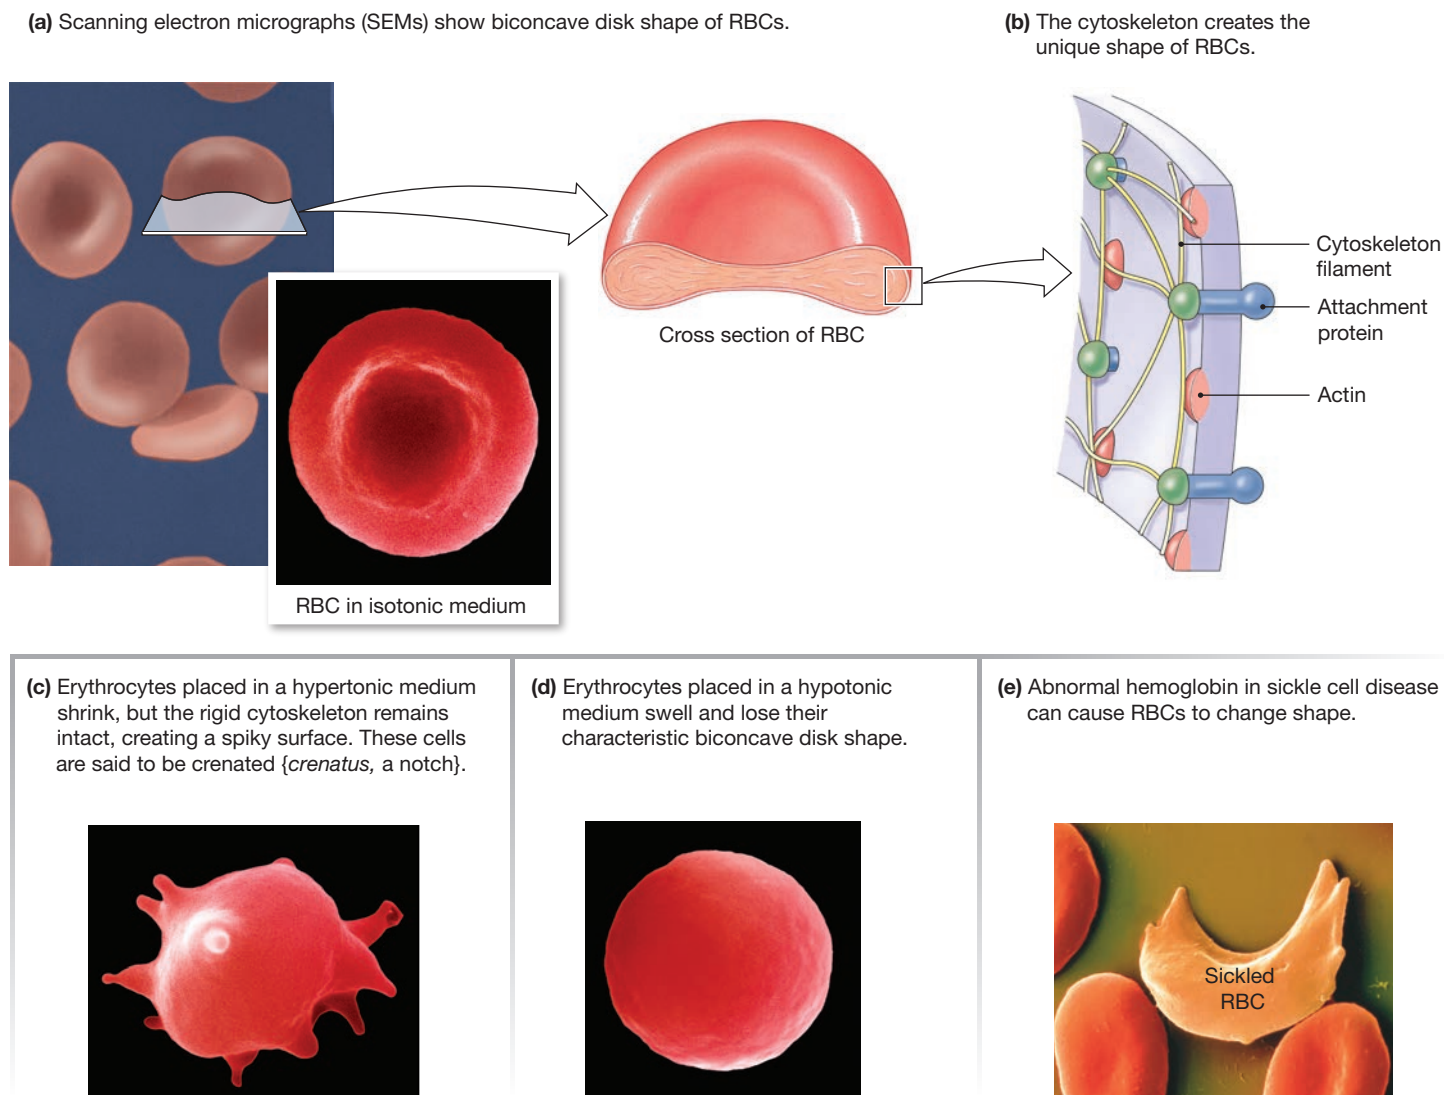 (a) Scanning electron micrographs (SEMs) show biconcave disk shape of RBCs.
(b) The cytoskeleton creates the
unique shape of RBCs.
Cytoskeleton
filament
Attachment
protein
Cross section of RBC
Actin
RBC in isotonic medium
(c) Erythrocytes placed in a hypertonic medium
shrink, but the rigid cytoskeleton remains
intact, creating a spiky surface. These cells
are said to be crenated {crenatus, a notch}.
(d) Erythrocytes placed in a hypotonic
medium swell and lose their
characteristic biconcave disk shape.
(e) Abnormal hemoglobin in sickle cell disease
can cause RBCs to change shape.
Sickled
RBC